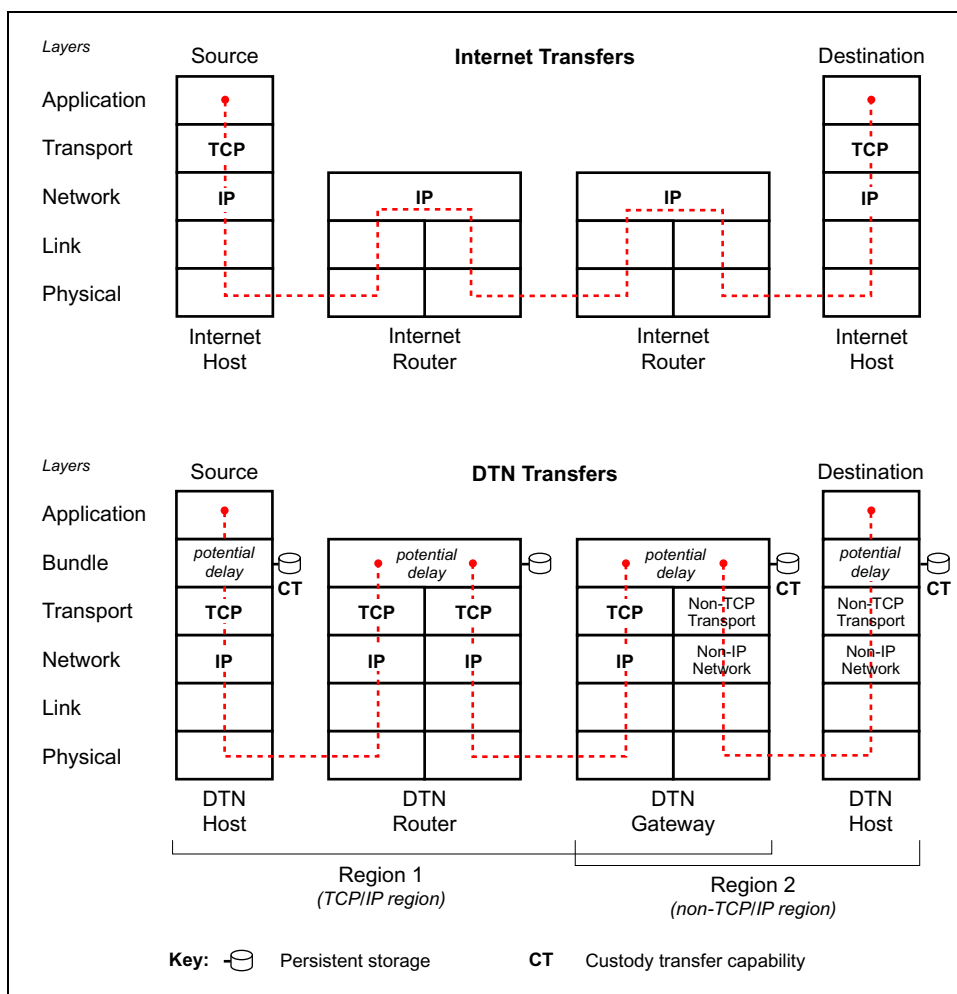 Layers
Source
Internet Transfers
Destination
Application
Transport
TCP
TCP
Network
IP
IP
IP
IP
Link
Physical
Internet
Host
Internet
Router
Internet
Router
Internet
Host
Layers
Source
DTN Transfers
Destination
Application
Bundle
potential
delay
CT
potential
delay
potential
delay
CT
potential
delay
CT
Transport
TCP
TCP
TCP
TCP
Non-TCP
Transport
Non-TCP
Transport
Network
IP
IP
IP
IP
Non-IP
Network
Non-IP
Network
Link
Physical
DTN
Host
DTN
Router
DTN
Gateway
DTN
Host
Region 1
(TCP/IP region)
Region 2
(non-TCP/IP region)
Key: Persistent storage CT Custody transfer capability